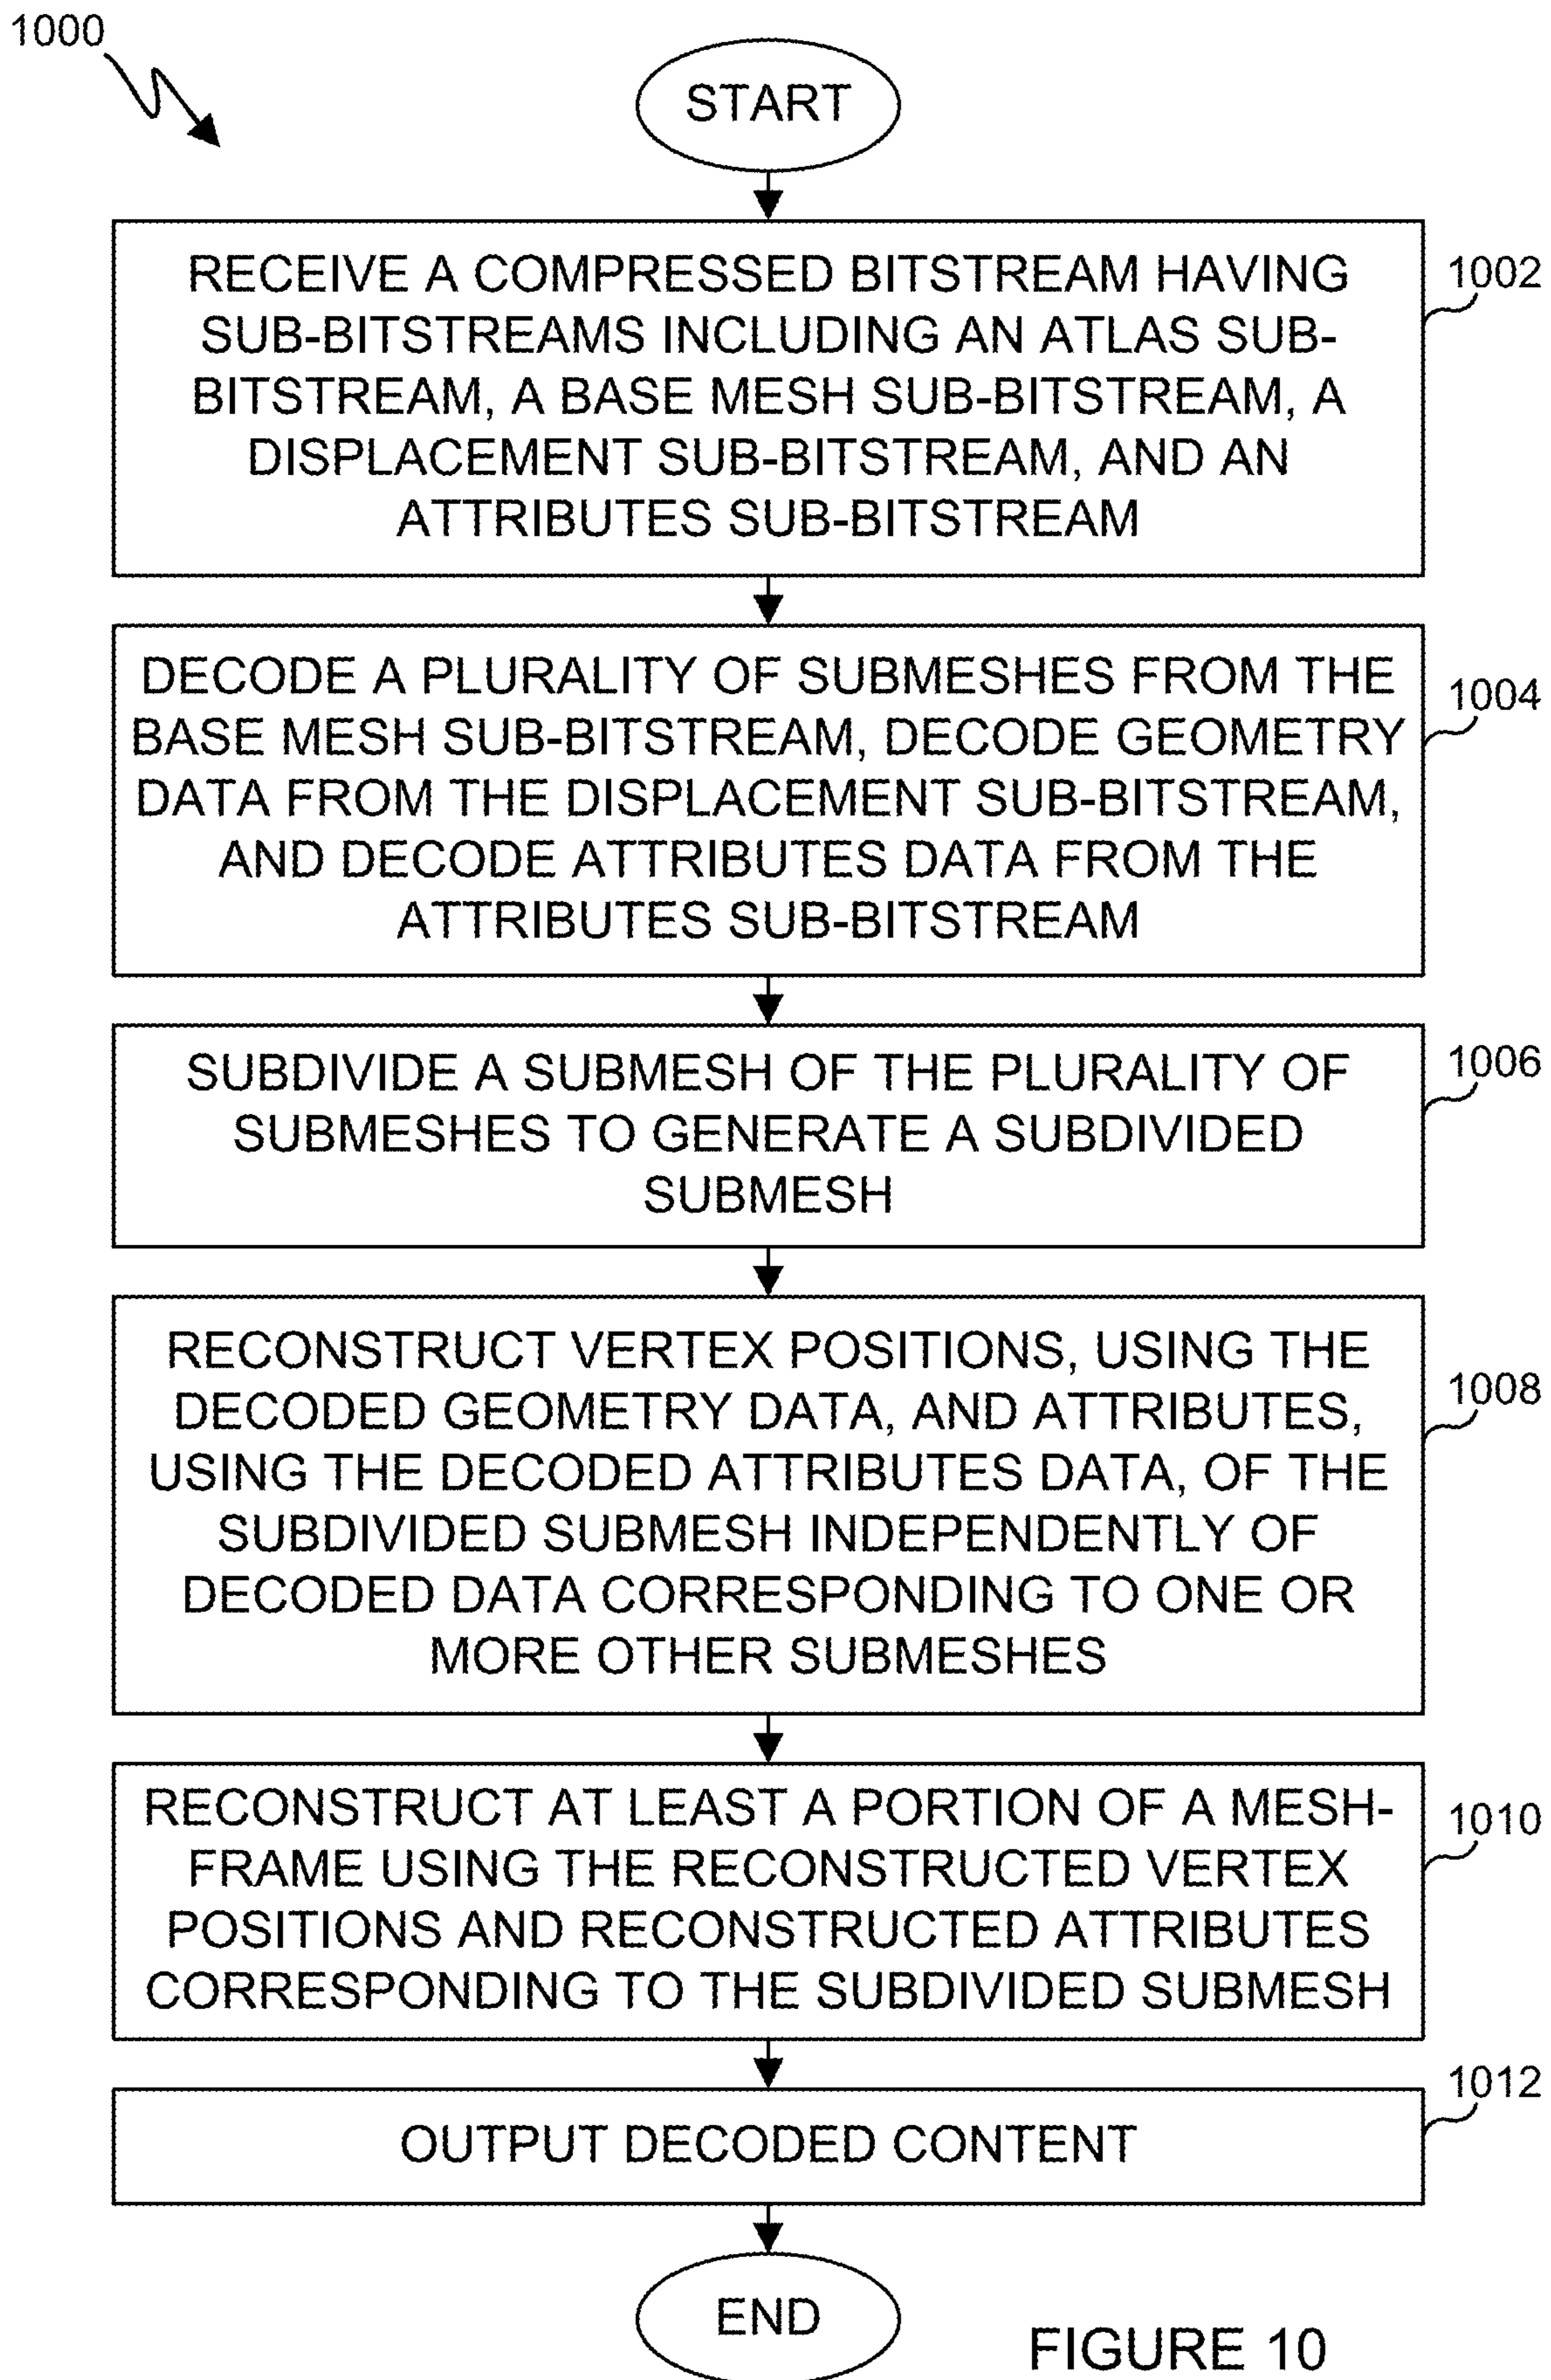 1000
START
RECEIVE A COMPRESSED BITSTREAM HAVING
SUB-BITSTREAMS INCLUDING AN ATLAS SUB-
BITSTREAM, A BASE MESH SUB-BITSTREAM, A
DISPLACEMENT SUB-BITSTREAM, AND AN
ATTRIBUTES SUB-BITSTREAM
1002
DECODE A PLURALITY OF SUBMESHES FROM THE
BASE MESH SUB-BITSTREAM, DECODE GEOMETRY
DATA FROM THE DISPLACEMENT SUB-BITSTREAM,
AND DECODE ATTRIBUTES DATA FROM THE
ATTRIBUTES SUB-BITSTREAM
1004
SUBDIVIDE A SUBMESH OF THE PLURALITY OF
SUBMESHES TO GENERATE A SUBDIVIDED
SUBMESH
1006
RECONSTRUCT VERTEX POSITIONS, USING THE
DECODED GEOMETRY DATA, AND ATTRIBUTES,
USING THE DECODED ATTRIBUTES DATA, OF THE
SUBDIVIDED SUBMESH INDEPENDENTLY OF
DECODED DATA CORRESPONDING TO ONE OR
MORE OTHER SUBMESHES
1008
RECONSTRUCT AT LEAST A PORTION OF A MESH-
FRAME USING THE RECONSTRUCTED VERTEX
POSITIONS AND RECONSTRUCTED ATTRIBUTES
CORRESPONDING TO THE SUBDIVIDED SUBMESH
1010
OUTPUT DECODED CONTENT
1012
END
FIGURE 10